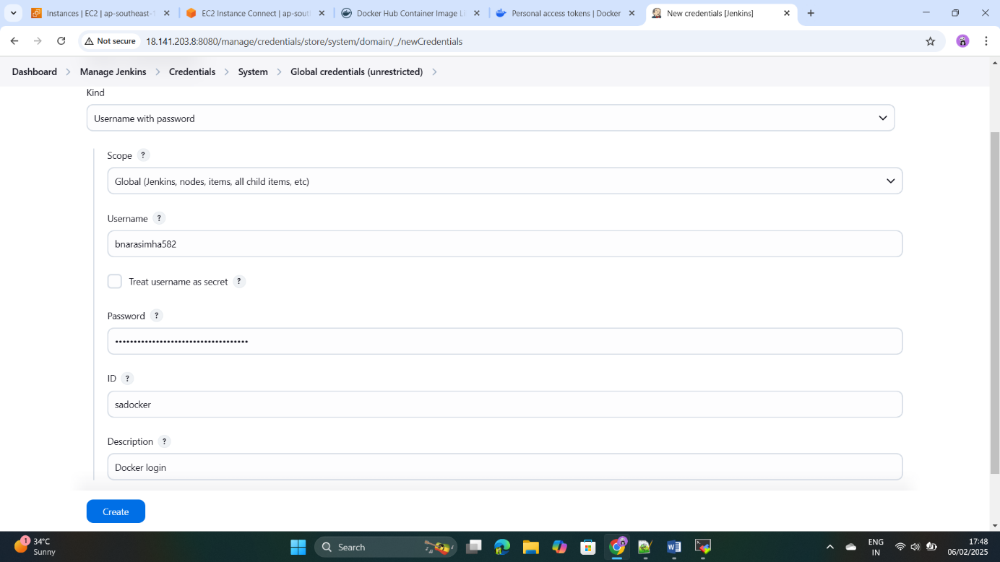 Instances | EC2 | ap-southeast-1
EC2 Instance Connect | ap-south
Docker Hub Container Image Li
Personal access tokens | Docker
New credentials [Jenkins]
Not secure
18.141.203.8:8080/manage/credentials/store/system/domain/_/newCredentials
Dashboard
Manage Jenkins
Credentials
System
Global credentials (unrestricted)
Kind
Username with password
Scope ?
Global (Jenkins, nodes, items, all child items, etc)
Username ?
bnarasimha582
Treat username as secret ?
Password ?
••••••••••••••••••••••••••••••••••••
ID ?
sadocker
Description ?
Docker login
Create
1
34°C
Sunny
Search
ENG
IN
17:48
06/02/2025